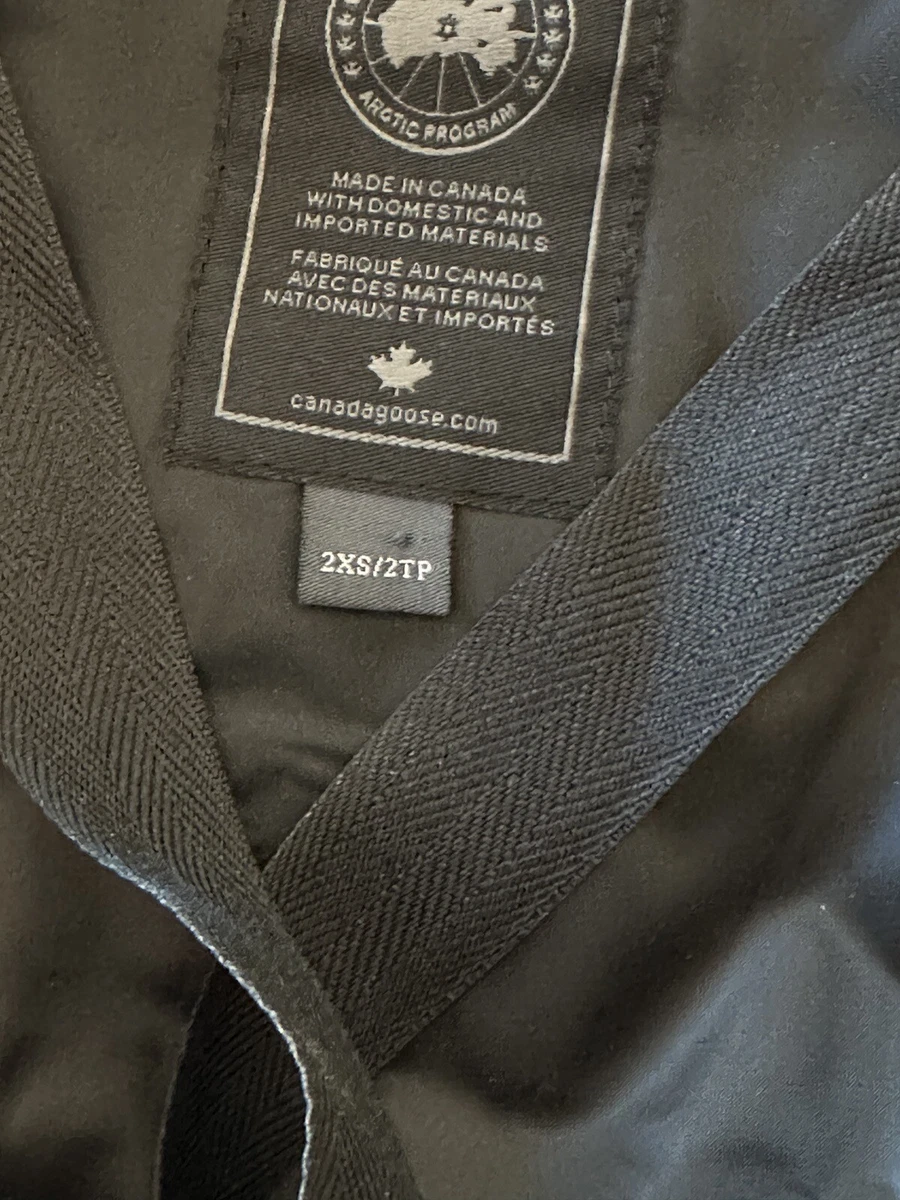 ARCTIC PROGRAM
MADE IN CANADA
WITH DOMESTIC AND
IMPORTED MATERIALS
FABRIQUÉ AU CANADA
AVEC DES MATERIAUX
NATIONAUX ET IMPORTÉS
canadagoose.com
2XS/2TP